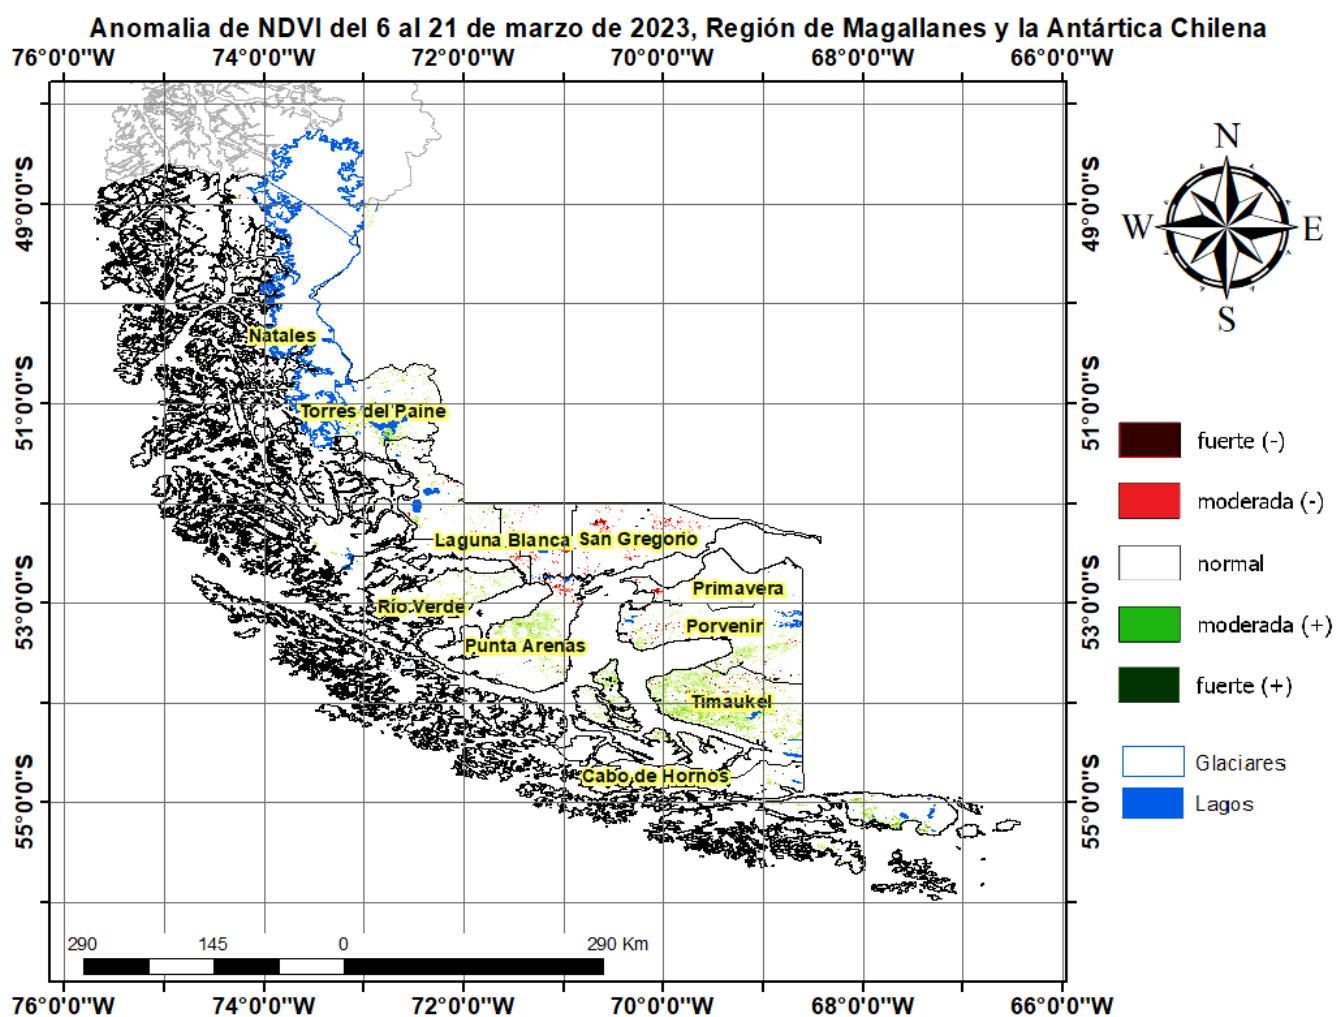 Anomalia de NDVI del 6 al 21 de marzo de 2023, Región de Magallanes y la Antártica Chilena
76°0'0"W 74°0'0"W 72°0'0"W 70°0'0"W 68°0'0"W 66°0'0"W
N
W E
S
49°0'0"S 49°0'0"S
Natales
51°0'0"S 51°0'0"S
Torres del Paine
fuerte (-)
moderada (-)
normal
moderada (+)
fuerte (+)
Glaciares
Lagos
Laguna Blanca San Gregorio
Primavera
53°0'0"S 53°0'0"S
Río Verde
Porvenir
Punta Arenas
Timaukel
Cabo de Hornos
55°0'0"S 55°0'0"S
290 145 0 290 Km
76°0'0"W 74°0'0"W 72°0'0"W 70°0'0"W 68°0'0"W 66°0'0"W